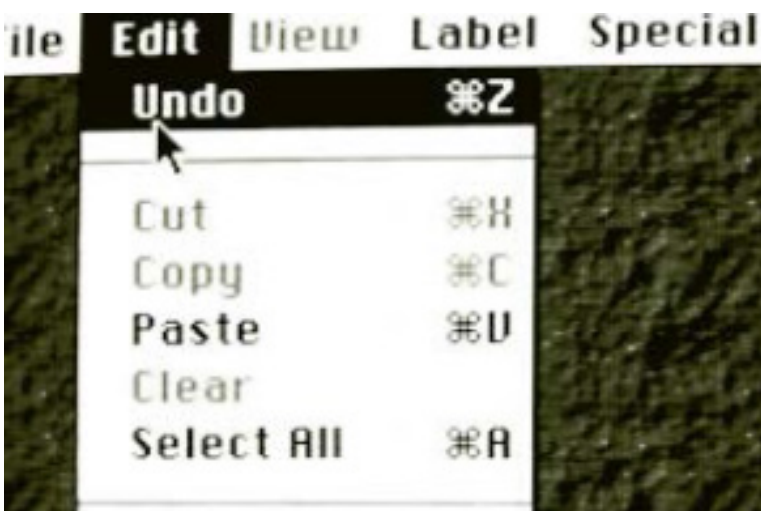 ile Edit View Label Special
Undo ⌘Z
Cut ⌘X
Copy ⌘C
Paste ⌘V
Clear
Select All ⌘A